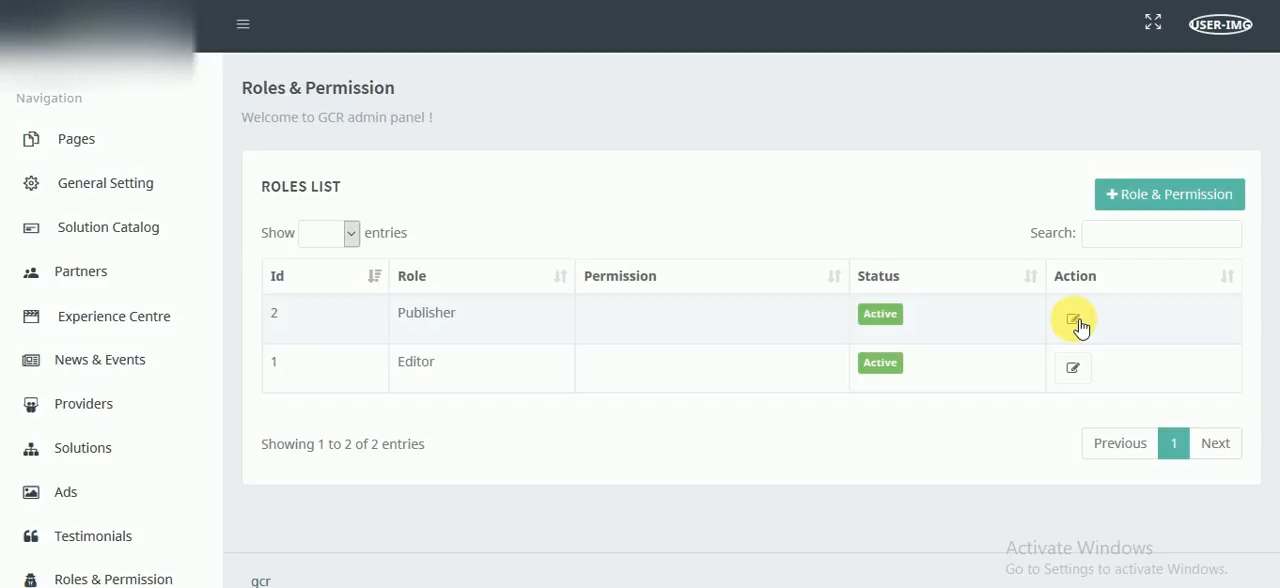 USER-IMG
Navigation
Pages
General Setting
Solution Catalog
Partners
Experience Centre
News & Events
Providers
Solutions
Ads
Testimonials
Roles & Permission
Roles & Permission
Welcome to GCR admin panel !
ROLES LIST
+ Role & Permission
Show entries
Search:
Id Role Permission Status Action
2 Publisher Active
1 Editor Active
Showing 1 to 2 of 2 entries
Previous 1 Next
Activate Windows
Go to Settings to activate Windows.
gcr